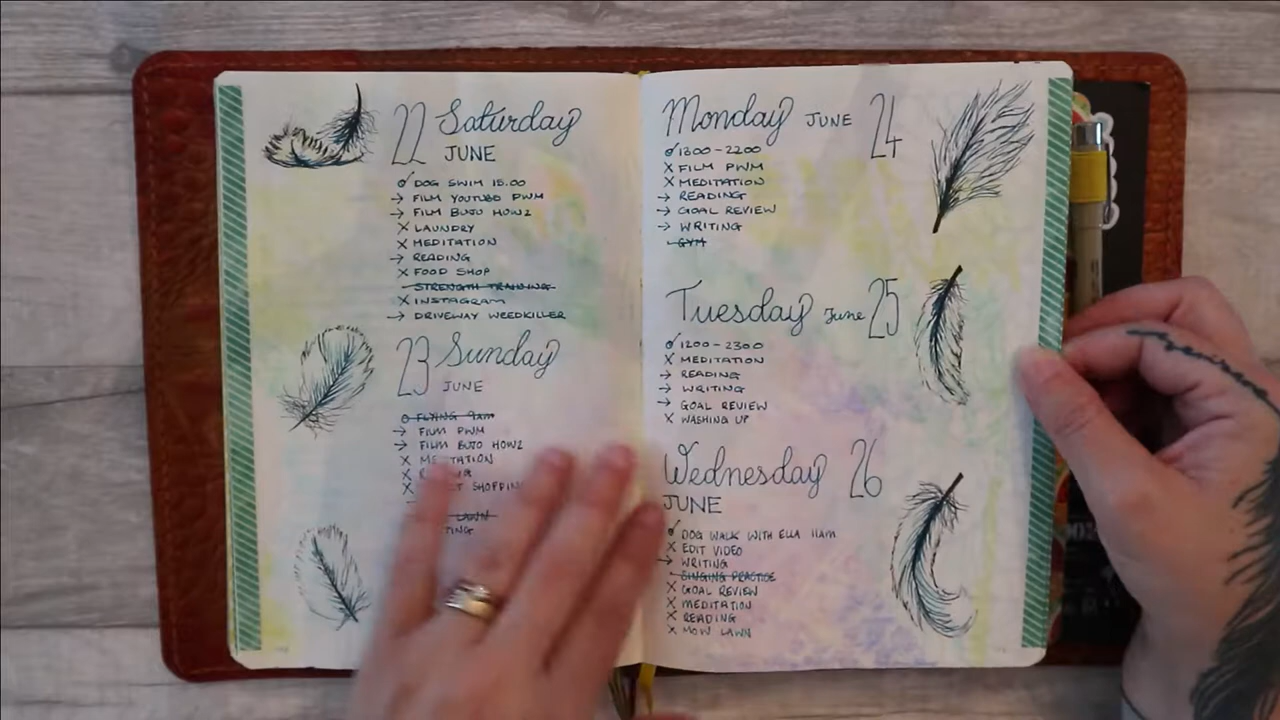 22 Saturday
JUNE
DOG SWIM 15.00
→ FILM YOUTUBE PWM
→ FILM BUJO HOW2
X LAUNDRY
X MEDITATION
→ READING
X FOOD SHOP
STRENGTH TRAINING
X INSTAGRAM
→ DRIVEWAY WEEDKILLER
23 Sunday
JUNE
FLYING 9am
→ FILM PWM
→ FILM BUJO HOW2
X
X
X SHOPPING
LAWN
Monday JUNE 24
1300-2200
X FILM PWM
X MEDITATION
→ READING
→ GOAL REVIEW
→ WRITING
GYM
Tuesday June 25
1200-2300
X MEDITATION
→ READING
→ WRITING
→ GOAL REVIEW
X WASHING UP
Wednesday 26
JUNE
DOG WALK WITH ELLA 11am
X EDIT VIDEO
→ WRITING
SINGING PRACTICE
X GOAL REVIEW
X MEDITATION
X READING
X MOW LAWN